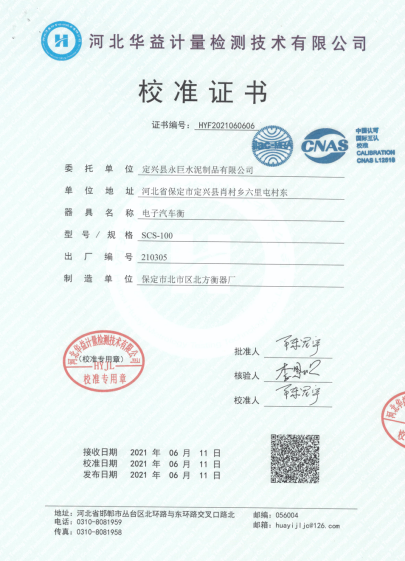 河北华益计量检测技术有限公司
校准证书
证书编号： HYF2021060606
ilac-MRA
CNAS
中国认可
国际互认
校准
CALIBRATION
CNAS L12819
委托单位 定兴县永巨水泥制品有限公司
单位地址 河北省保定市定兴县肖村乡六里屯村东
器具名称 电子汽车衡
型号/规格 SCS-100
出厂编号 210305
制造单位 保定市北市区北方衡器厂
河北华益计量检测技术有限公司
(校准专用章)
HYJL
校准专用章
批准人
核验人
校准人
接收日期 2021 年 06 月 11 日
校准日期 2021 年 06 月 11 日
发布日期 2021 年 06 月 11 日
地址：河北省邯郸市丛台区北环路与东环路交叉口路北 邮编：056004
电话：0310-8081959 邮箱：huayijljc@126.com
传真：0310-8081958